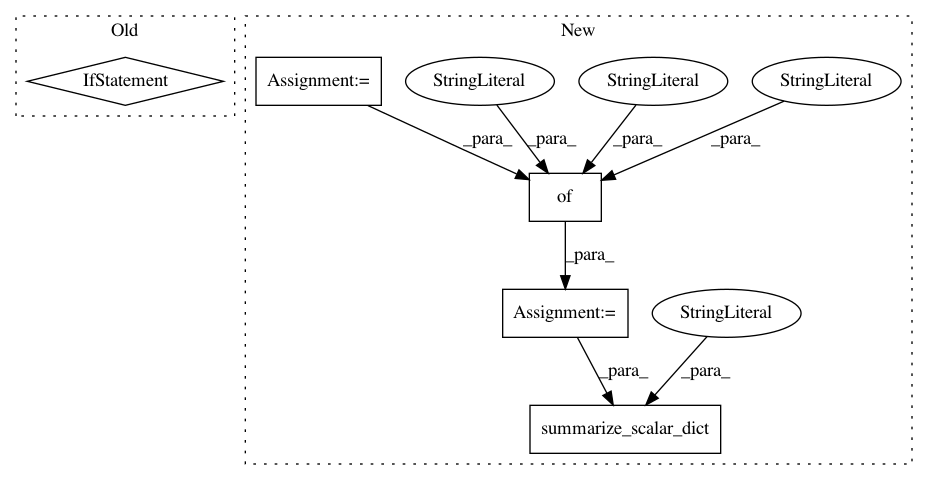 Old
New
IfStatement
Assignment:=
StringLiteral
StringLiteral
StringLiteral
_para_
_para_
_para_
_para_
of
_para_
Assignment:=
StringLiteral
_para_
_para_
summarize_scalar_dict